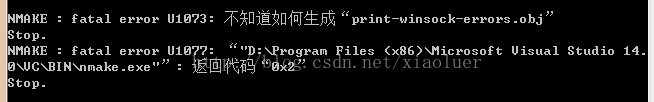 NMAKE : fatal error U1073: 不知道如何生成“print-winsock-errors.obj”
Stop.
NMAKE : fatal error U1077: “"D:\Program Files (x86)\Microsoft Visual Studio 14.
0\VC\BIN\nmake.exe"”: 返回代码“0x2”
Stop.
http://blog.csdn.net/xiaoluer